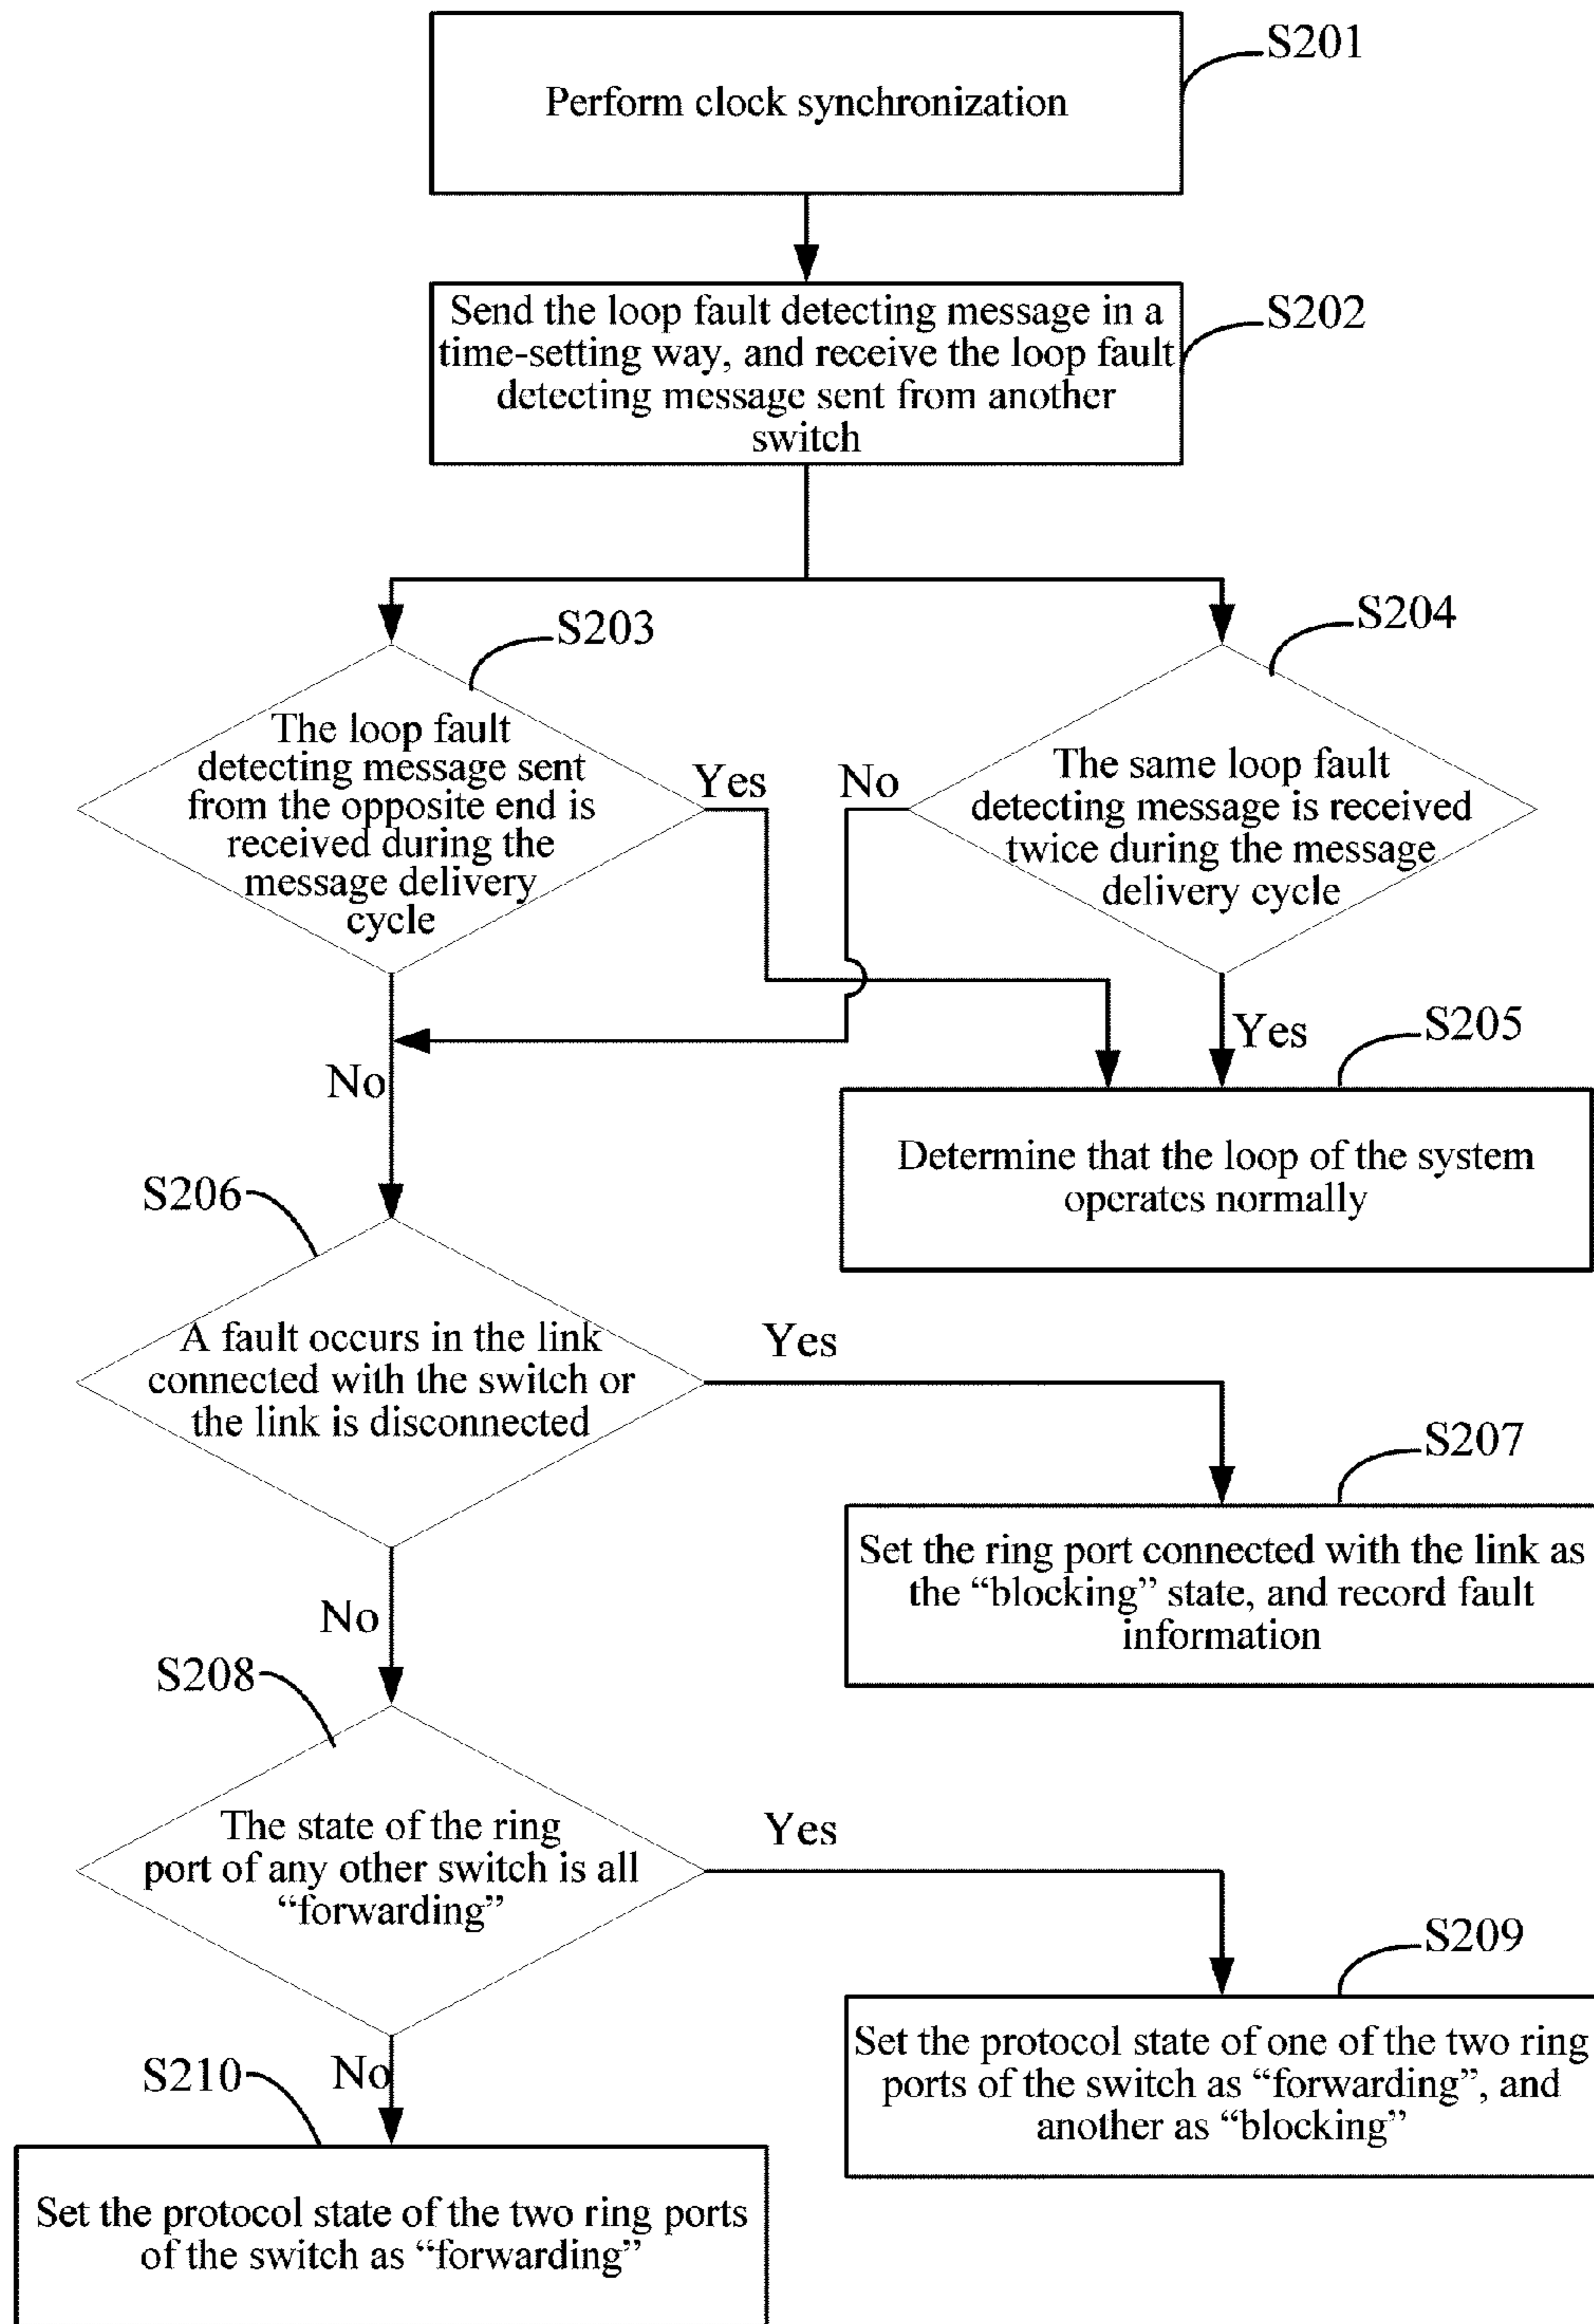 Perform clock synchronization
S201
Send the loop fault detecting message in a
time-setting way, and receive the loop fault
detecting message sent from another
switch
S202
S203
The loop fault
detecting message sent
from the opposite end is
received during the
message delivery
cycle
Yes
S204
The same loop fault
detecting message is received
twice during the message
delivery cycle
No
Yes
No
S205
Determine that the loop of the system
operates normally
S206
A fault occurs in the link
connected with the switch or
the link is disconnected
Yes
S207
Set the ring port connected with the link as
the “blocking” state, and record fault
information
No
S208
The state of the ring
port of any other switch is all
“forwarding”
Yes
S209
Set the protocol state of one of the two ring
ports of the switch as “forwarding”, and
another as “blocking”
No
S210
Set the protocol state of the two ring ports
of the switch as “forwarding”